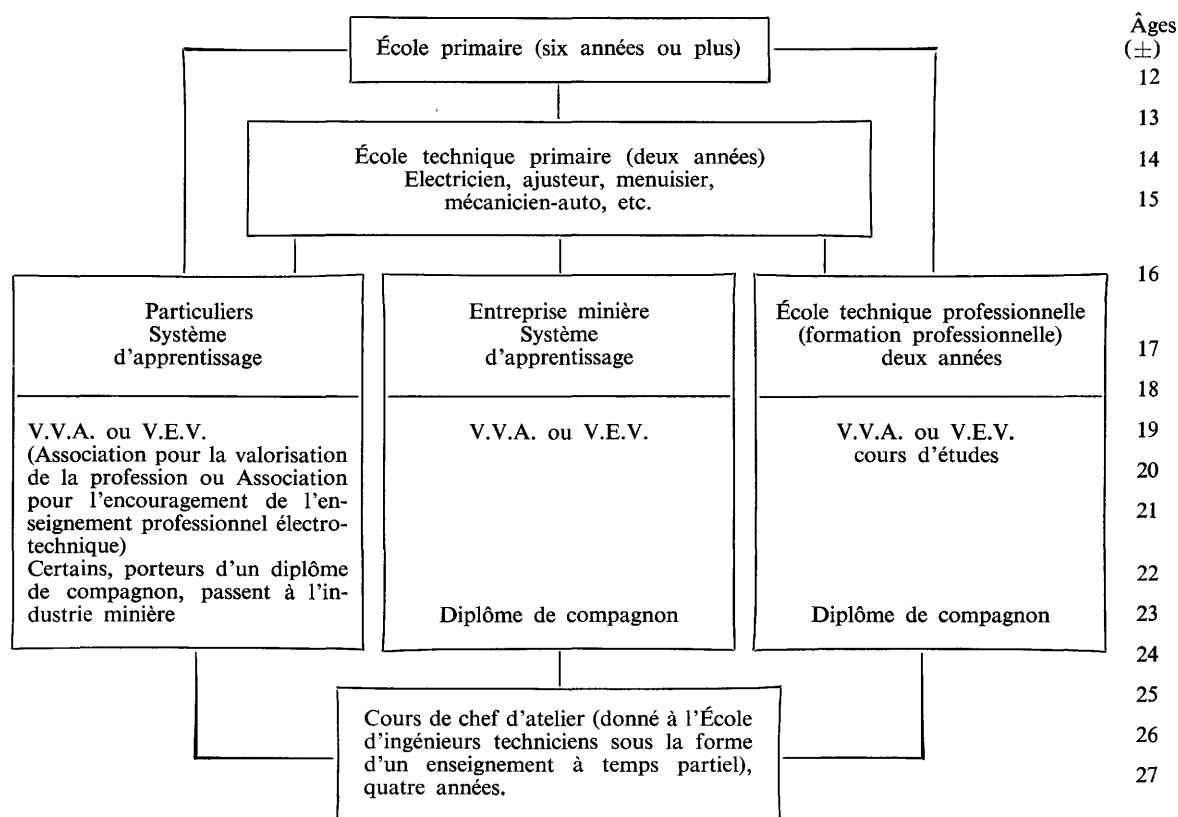 École primaire (six années ou plus)
École technique primaire (deux années)
Electricien, ajusteur, menuisier,
mécanicien-auto, etc.
Particuliers
Système
d'apprentissage
V.V.A. ou V.E.V.
(Association pour la valorisation
de la profession ou Association
pour l'encouragement de l'en-
seignement professionnel électro-
technique)
Certains, porteurs d'un diplôme
de compagnon, passent à l'in-
dustrie minière
Entreprise minière
Système
d'apprentissage
V.V.A. ou V.E.V.
Diplôme de compagnon
École technique professionnelle
(formation professionnelle)
deux années
V.V.A. ou V.E.V.
cours d'études
Diplôme de compagnon
Cours de chef d'atelier (donné à l'École
d'ingénieurs techniciens sous la forme
d'un enseignement à temps partiel),
quatre années.
Âges
(±)
12
13
14
15
16
17
18
19
20
21
22
23
24
25
26
27